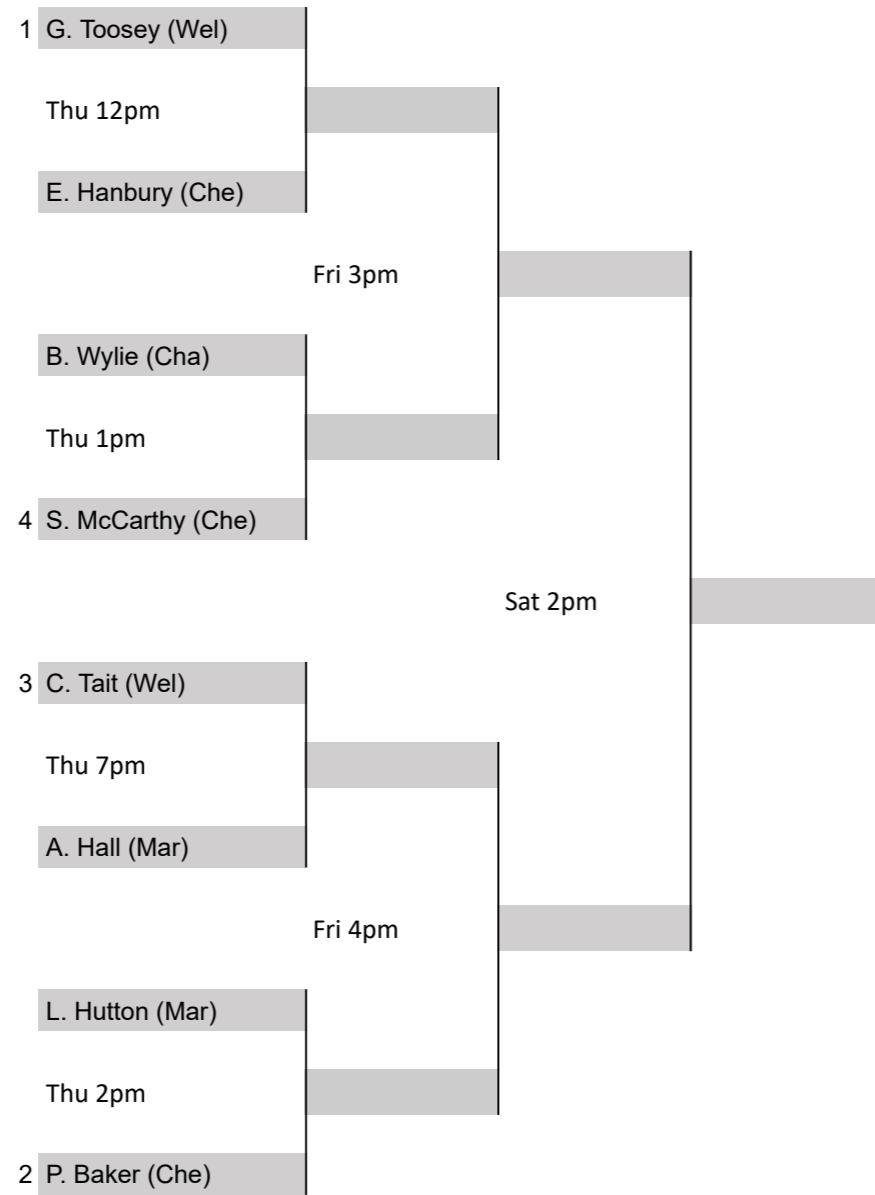 1 G. Toosey (Wel)
Thu 12pm
E. Hanbury (Che)
Fri 3pm
B. Wylie (Cha)
Thu 1pm
4 S. McCarthy (Che)
Sat 2pm
3 C. Tait (Wel)
Thu 7pm
A. Hall (Mar)
Fri 4pm
L. Hutton (Mar)
Thu 2pm
2 P. Baker (Che)